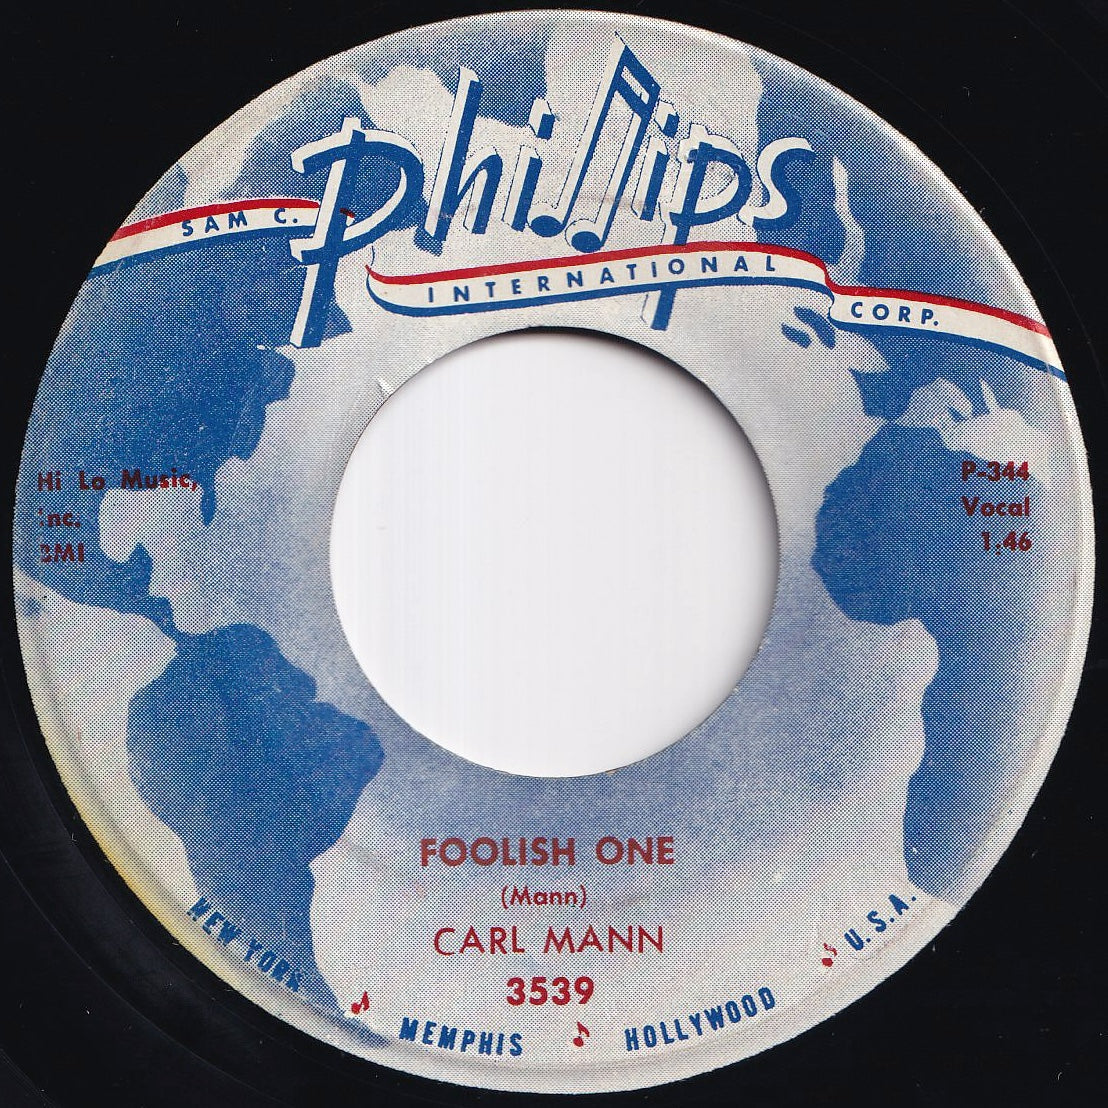 Phillips
SAM C.
INTERNATIONAL
CORP.
Hi Lo Music,
Inc.
BMI
P-344
Vocal
1:46
FOOLISH ONE
(Mann)
CARL MANN
3539
NEW YORK MEMPHIS HOLLYWOOD U.S.A.